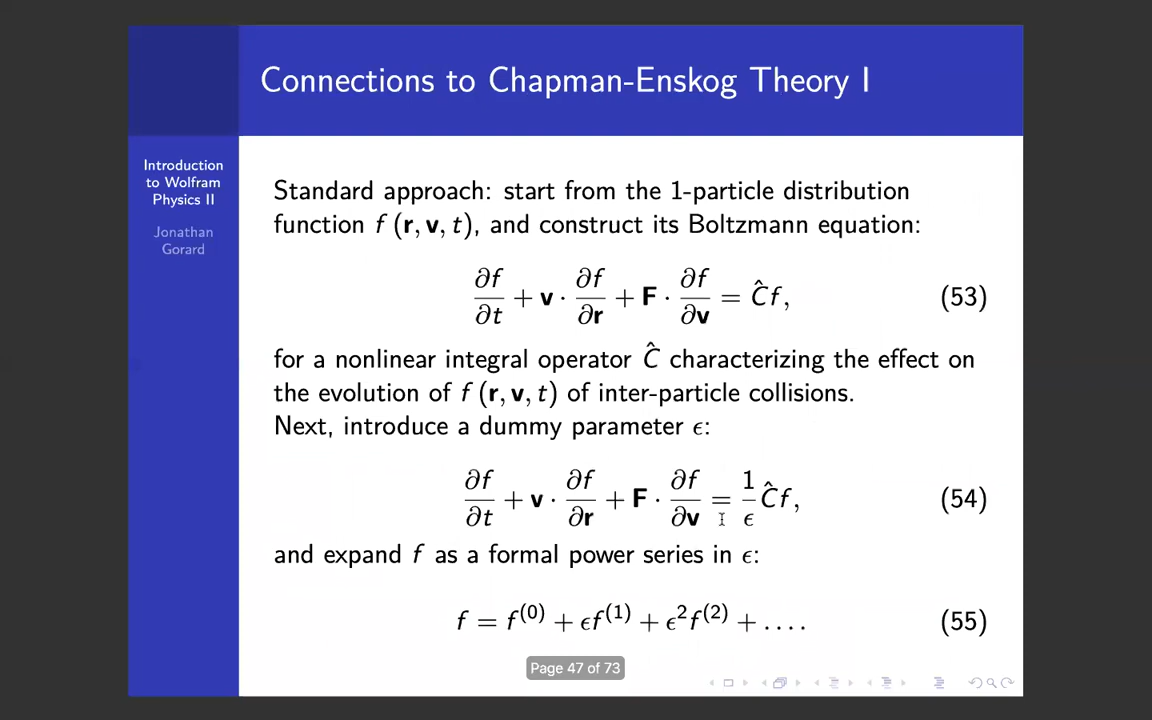 Connections to Chapman-Enskog Theory I
Introduction
to Wolfram
Physics II
Jonathan
Gorard
Standard approach: start from the 1-particle distribution
function f (r, v, t), and construct its Boltzmann equation:
∂f/∂t + v · ∂f/∂r + F · ∂f/∂v = Ĉf, (53)
for a nonlinear integral operator Ĉ characterizing the effect on
the evolution of f (r, v, t) of inter-particle collisions.
Next, introduce a dummy parameter ϵ:
∂f/∂t + v · ∂f/∂r + F · ∂f/∂v = 1/ϵ Ĉf, (54)
and expand f as a formal power series in ϵ:
f = f⁽⁰⁾ + ϵf⁽¹⁾ + ϵ²f⁽²⁾ + . . . . (55)
Page 47 of 73